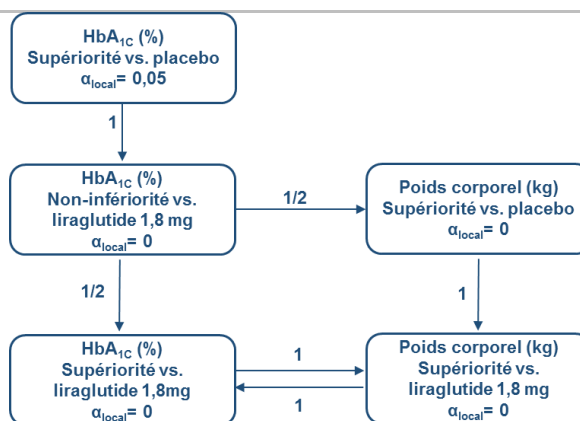 HbA1C (%)
Supériorité vs. placebo
αlocal= 0,05
1
HbA1C (%)
Non-infériorité vs.
liraglutide 1,8 mg
αlocal= 0
1/2
Poids corporel (kg)
Supériorité vs. placebo
αlocal= 0
1/2
1
HbA1C (%)
Supériorité vs.
liraglutide 1,8mg
αlocal= 0
1
1
Poids corporel (kg)
Supériorité vs.
liraglutide 1,8 mg
αlocal= 0